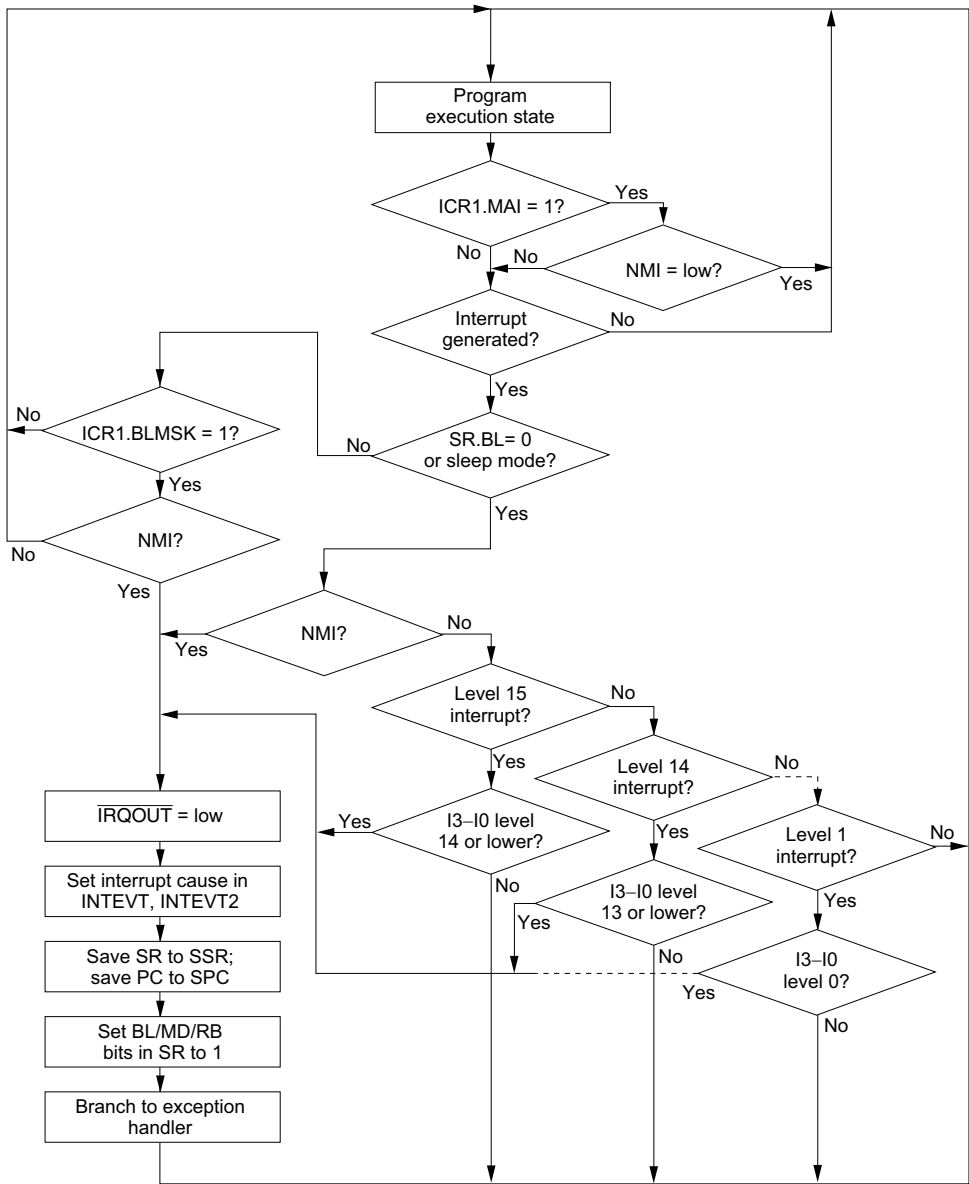 Program
execution state
ICR1.MAI = 1?
Yes
No
NMI = low?
No
Yes
Interrupt
generated?
No
Yes
SR.BL= 0
or sleep mode?
No
Yes
ICR1.BLMSK = 1?
No
Yes
NMI?
No
Yes
NMI?
Yes
No
Level 15
interrupt?
No
Yes
Level 14
interrupt?
No
Yes
Level 1
interrupt?
No
Yes
I3–I0 level
14 or lower?
Yes
No
I3–I0 level
13 or lower?
Yes
No
I3–I0
level 0?
Yes
No
IRQOUT = low
Set interrupt cause in
INTEVT, INTEVT2
Save SR to SSR;
save PC to SPC
Set BL/MD/RB
bits in SR to 1
Branch to exception
handler